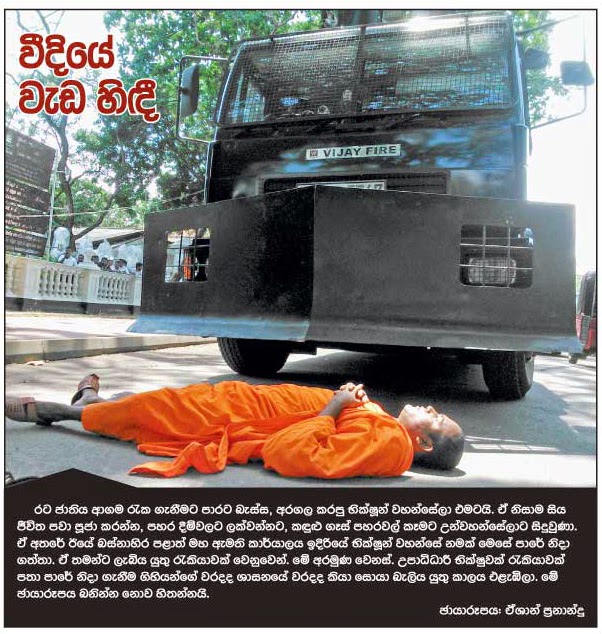 වීදියේ
වැඩ හිඳී
VIJAY FIRE
රට ජාතිය ආගම රැක ගැනීමට පාරට බැස්ස, අරගල කරපු භික්ෂූන් වහන්සේලා එමටයි. ඒ නිසාම සිය
ජීවිත පවා පූජා කරන්න, පහර දීම්වලට ලක්වන්නට, කඳුළු ගෑස් පහරවල් කෑමට උන්වහන්සේලාට සිදුවුණා.
ඒ අතරේ ඊයේ බස්නාහිර පළාත් මහ ඇමති කාර්යාලය ඉදිරියේ භික්ෂූන් වහන්සේ නමක් මෙසේ පාරේ නිදා
ගත්තා. ඒ තමන්ට ලැබිය යුතු රැකියාවක් වෙනුවෙන්. මේ අරමුණ වෙනස්. උපාධිධාරී භික්ෂුවක් රැකියාවක්
පතා පාරේ නිදා ගැනීම ගිහියන්ගේ වරදද ශාසනයේ වරදද කියා සොයා බැලිය යුතු කාලය එළැඹිලා. මේ
ඡායාරූපය බනින්න නොව හිතන්නයි.
ඡායාරූපය: ඒශාන් ප්‍රනාන්දු